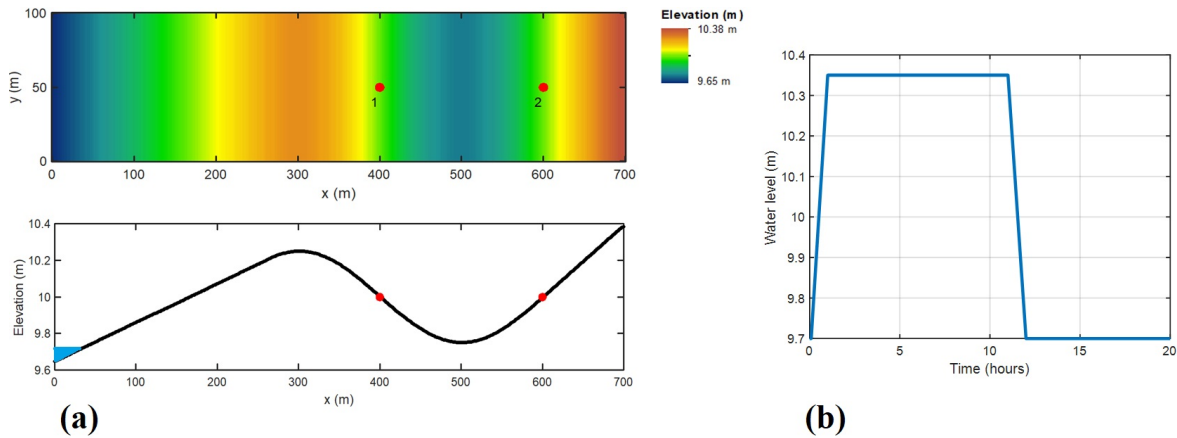 Elevation (m)
10.38 m
9.65 m
100
50
0
y (m)
1
2
0 100 200 300 400 500 600 700
x (m)
10.4
10.2
10
9.8
9.6
Elevation (m)
0 100 200 300 400 500 600 700
x (m)
(a)
10.4
10.3
10.2
10.1
10
9.9
9.8
9.7
Water level (m)
0 5 10 15 20
Time (hours)
(b)